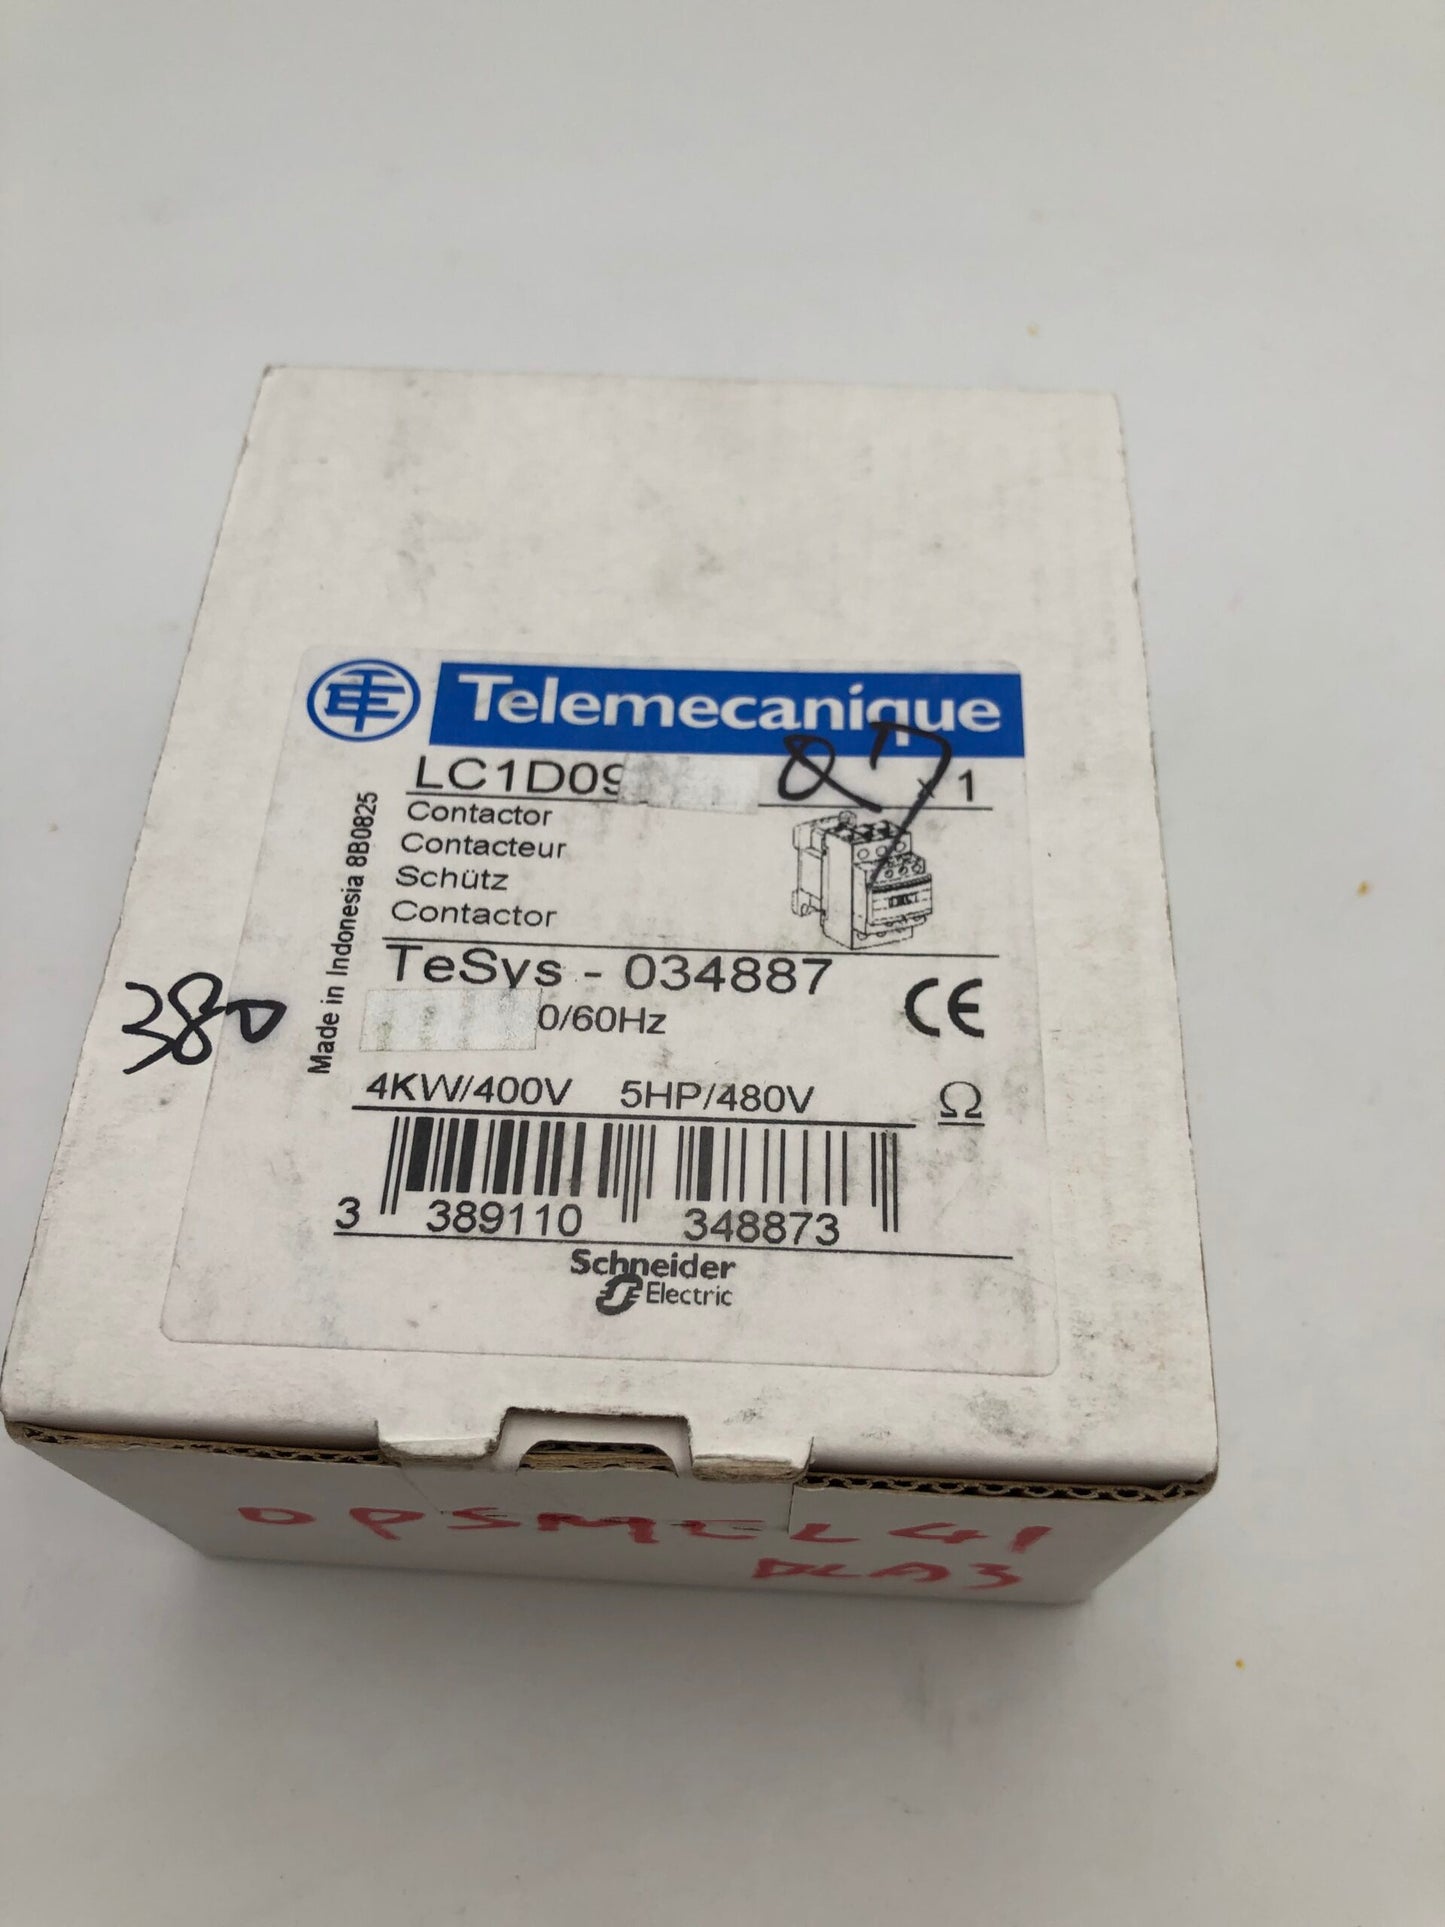 Telemecanique
LC1D09 x 1
Contactor
Contacteur
Schütz
Contactor
Made in Indonesia 8B0825
TeSys - 034887
380
0/60Hz
CE
4KW/400V 5HP/480V
3 389110 348873
Schneider
Electric